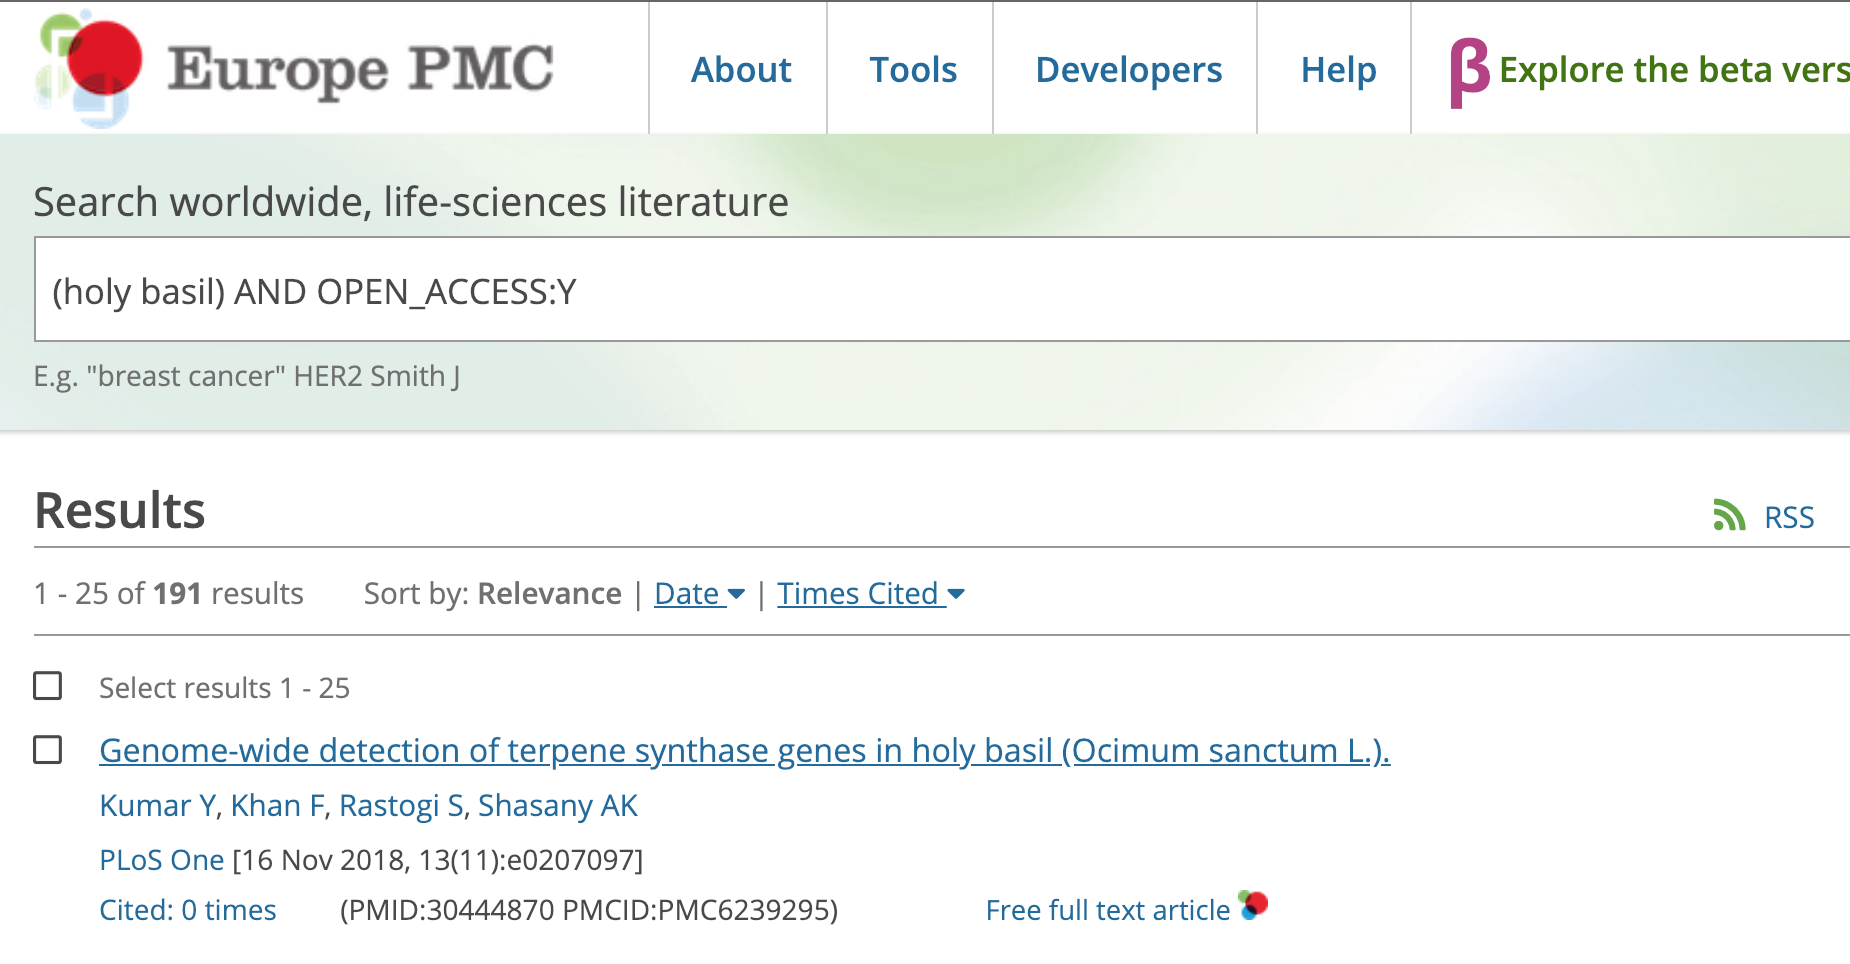 Europe PMC
About
Tools
Developers
Help
β Explore the beta vers
Search worldwide, life-sciences literature
(holy basil) AND OPEN_ACCESS:Y
E.g. "breast cancer" HER2 Smith J
Results
RSS
1 - 25 of 191 results Sort by: Relevance | Date | Times Cited
Select results 1 - 25
Genome-wide detection of terpene synthase genes in holy basil (Ocimum sanctum L.).
Kumar Y, Khan F, Rastogi S, Shasany AK
PLoS One [16 Nov 2018, 13(11):e0207097]
Cited: 0 times (PMID:30444870 PMCID:PMC6239295) Free full text article